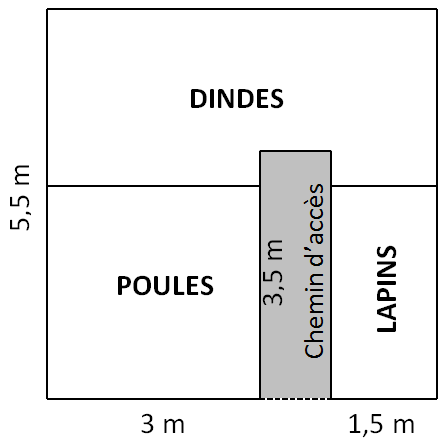 DINDES
5,5 m
POULES
3,5 m
Chemin d'accès
LAPINS
3 m
1,5 m